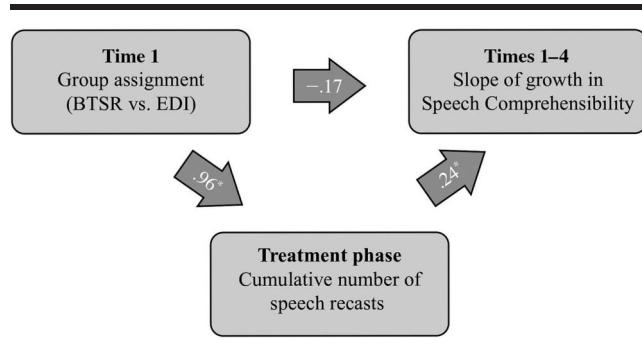 Time 1
Group assignment
(BTSR vs. EDI)
−.17
Times 1–4
Slope of growth in
Speech Comprehensibility
.96*
.24*
Treatment phase
Cumulative number of
speech recasts